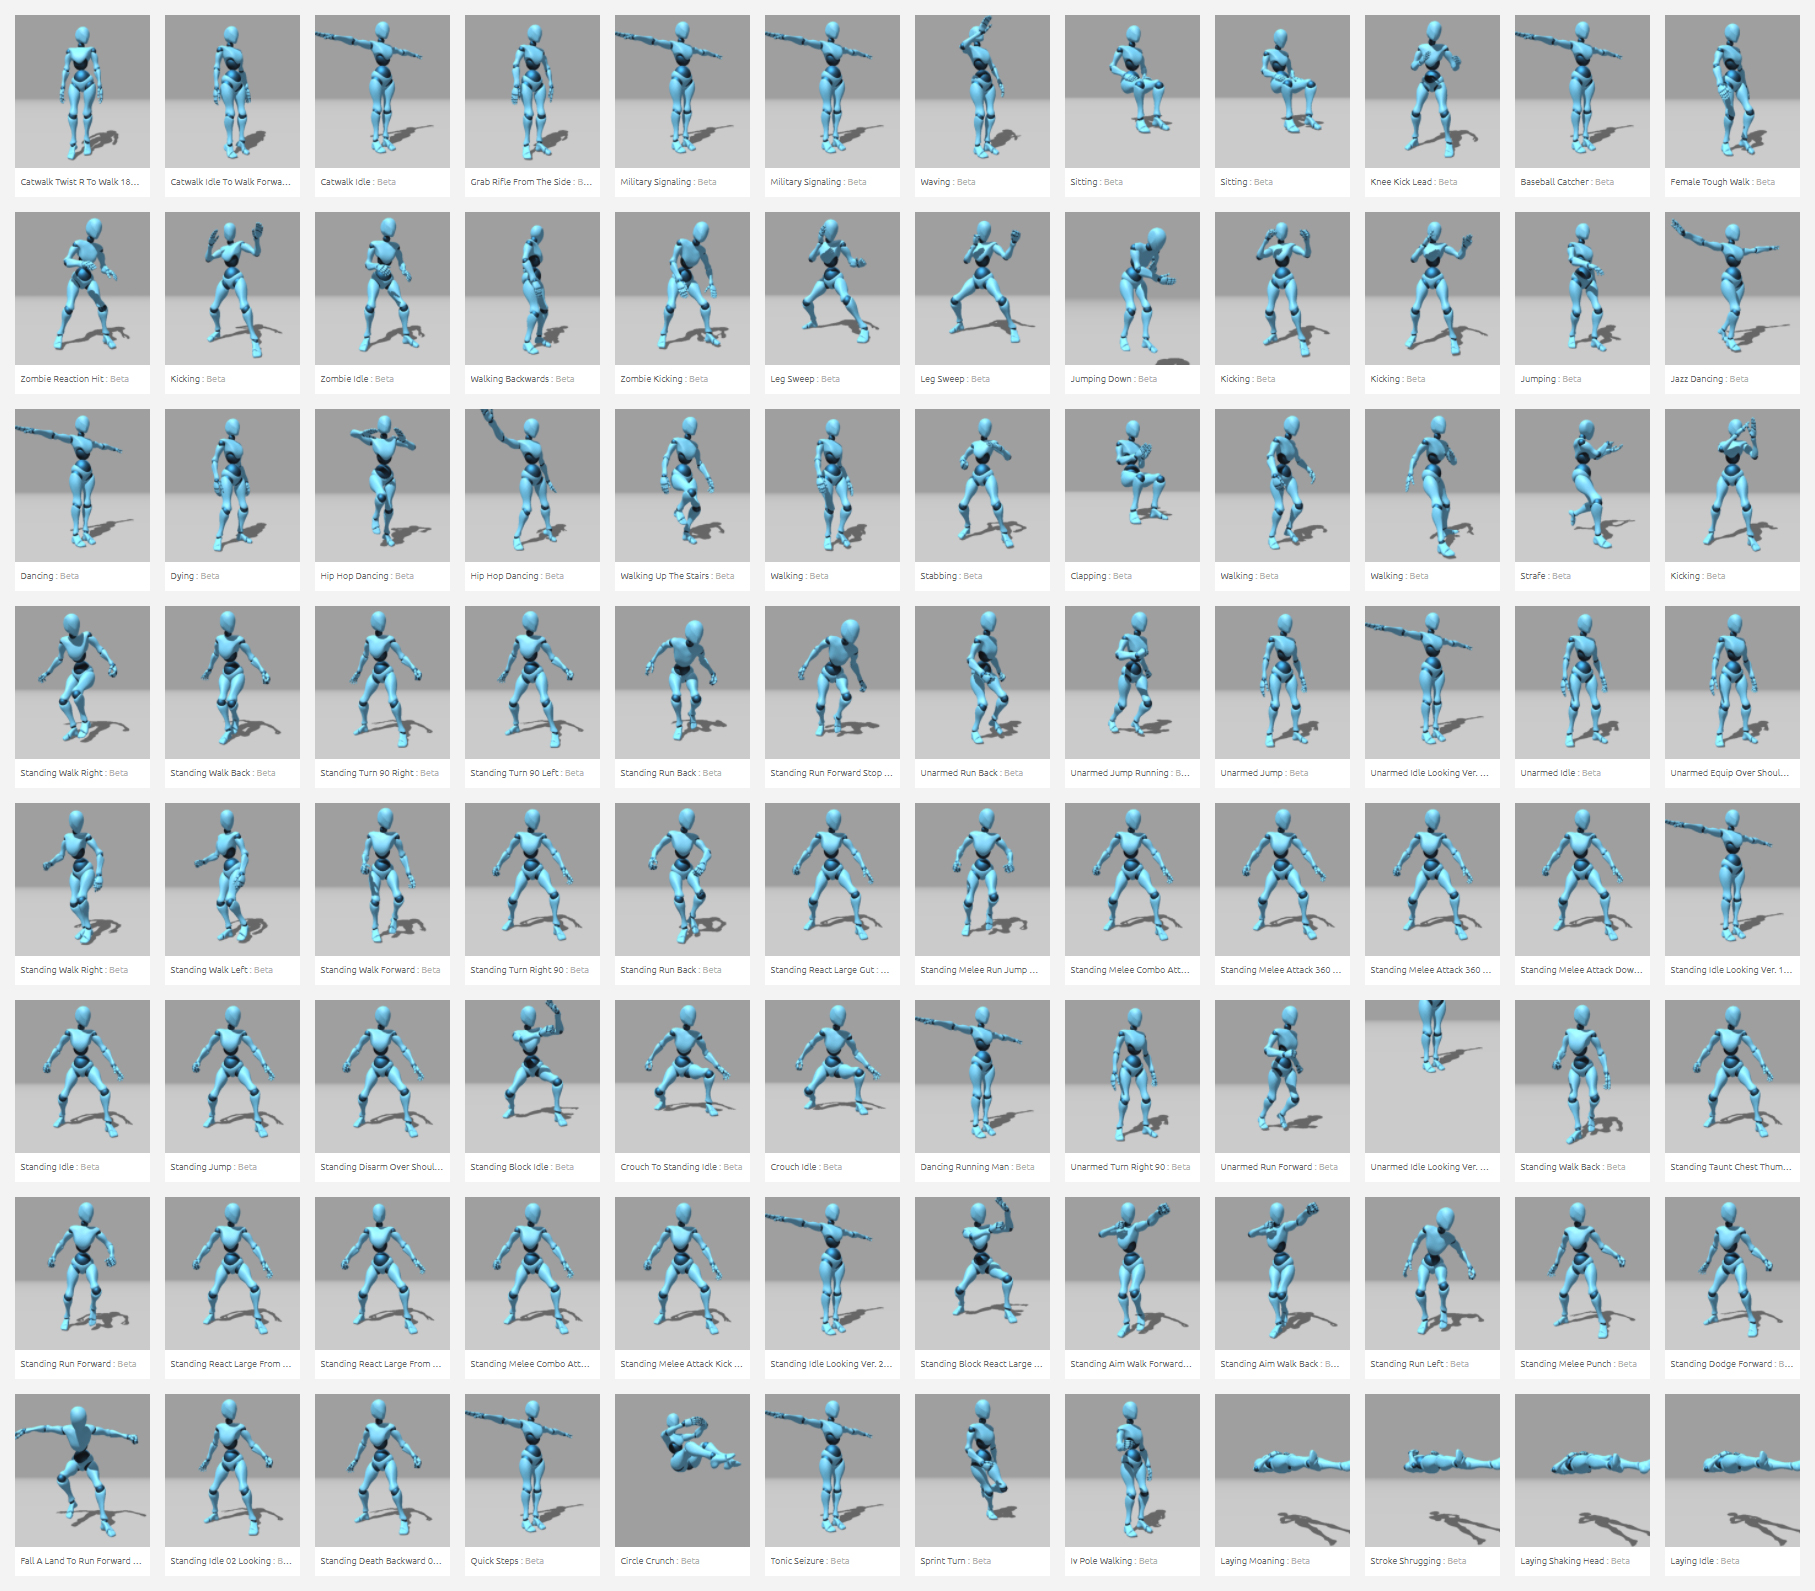 Catwalk Twist R To Walk 18...
Catwalk Idle To Walk Forwa...
Catwalk Idle : Beta
Grab Rifle From The Side : B...
Military Signaling : Beta
Military Signaling : Beta
Waving : Beta
Sitting : Beta
Sitting : Beta
Knee Kick Lead : Beta
Baseball Catcher : Beta
Female Tough Walk : Beta
Zombie Reaction Hit : Beta
Kicking : Beta
Zombie Idle : Beta
Walking Backwards : Beta
Zombie Kicking : Beta
Leg Sweep : Beta
Leg Sweep : Beta
Jumping Down : Beta
Kicking : Beta
Kicking : Beta
Jumping : Beta
Jazz Dancing : Beta
Dancing : Beta
Dying : Beta
Hip Hop Dancing : Beta
Hip Hop Dancing : Beta
Walking Up The Stairs : Beta
Walking : Beta
Stabbing : Beta
Clapping : Beta
Walking : Beta
Walking : Beta
Strafe : Beta
Kicking : Beta
Standing Walk Right : Beta
Standing Walk Back : Beta
Standing Turn 90 Right : Beta
Standing Turn 90 Left : Beta
Standing Run Back : Beta
Standing Run Forward Stop ...
Unarmed Run Back : Beta
Unarmed Jump Running : B...
Unarmed Jump : Beta
Unarmed Idle Looking Ver. ...
Unarmed Idle : Beta
Unarmed Equip Over Shoul...
Standing Walk Right : Beta
Standing Walk Left : Beta
Standing Walk Forward : Beta
Standing Turn Right 90 : Beta
Standing Run Back : Beta
Standing React Large Gut : ...
Standing Melee Run Jump ...
Standing Melee Combo Att...
Standing Melee Attack 360 ...
Standing Melee Attack 360 ...
Standing Melee Attack Dow...
Standing Idle Looking Ver. 1...
Standing Idle : Beta
Standing Jump : Beta
Standing Disarm Over Shoul...
Standing Block Idle : Beta
Crouch To Standing Idle : Beta
Crouch Idle : Beta
Dancing Running Man : Beta
Unarmed Turn Right 90 : Beta
Unarmed Run Forward : Beta
Unarmed Idle Looking Ver. ...
Standing Walk Back : Beta
Standing Taunt Chest Thum...
Standing Run Forward : Beta
Standing React Large From ...
Standing React Large From ...
Standing Melee Combo Att...
Standing Melee Attack Kick ...
Standing Idle Looking Ver. 2...
Standing Block React Large ...
Standing Aim Walk Forward...
Standing Aim Walk Back : B...
Standing Run Left : Beta
Standing Melee Punch : Beta
Standing Dodge Forward : B...
Fall A Land To Run Forward ...
Standing Idle 02 Looking : B...
Standing Death Backward 0...
Quick Steps : Beta
Circle Crunch : Beta
Tonic Seizure : Beta
Sprint Turn : Beta
Iv Pole Walking : Beta
Laying Moaning : Beta
Stroke Shrugging : Beta
Laying Shaking Head : Beta
Laying Idle : Beta